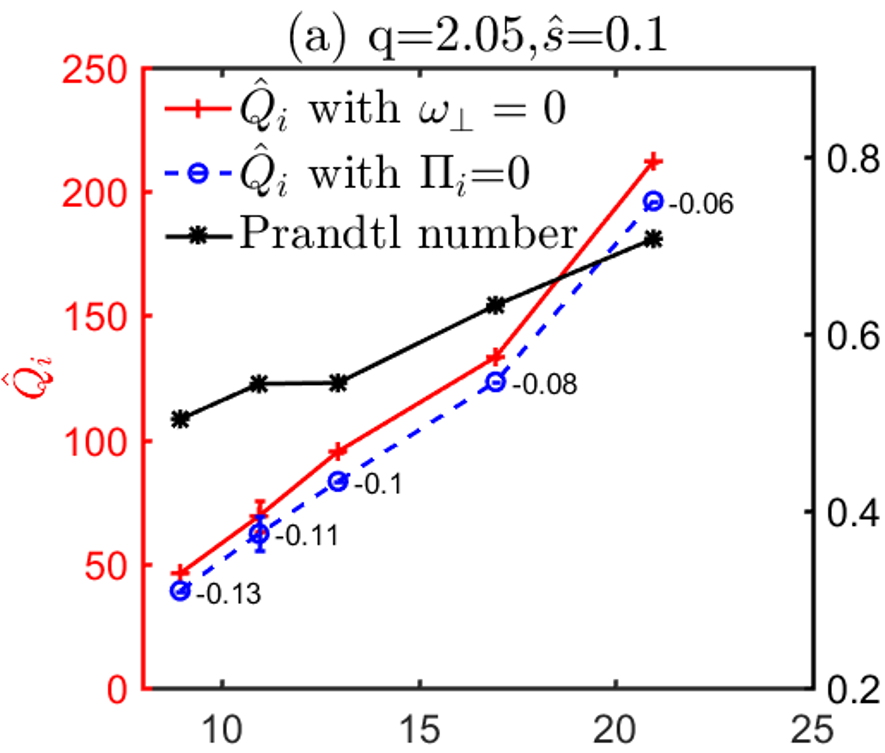 (a) q=2.05,ŝ=0.1
250
200
150
100
50
0
Q̂ᵢ
Q̂ᵢ with ω⊥ = 0
Q̂ᵢ with Πᵢ=0
Prandtl number
-0.06
-0.08
-0.1
-0.11
-0.13
0.8
0.6
0.4
0.2
10 15 20 25